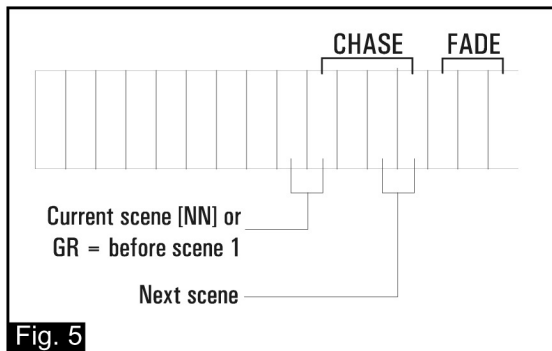 CHASE FADE
Current scene [NN] or
GR = before scene 1
Next scene
Fig. 5